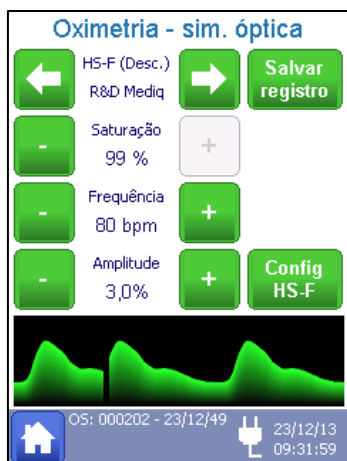 Oximetria - sim. óptica
HS-F (Desc.)
R&D Mediq
Salvar
registro
-
Saturação
99 %
+
-
Frequência
80 bpm
+
-
Amplitude
3,0%
+
Config
HS-F
OS: 000202 - 23/12/49
23/12/13
09:31:59